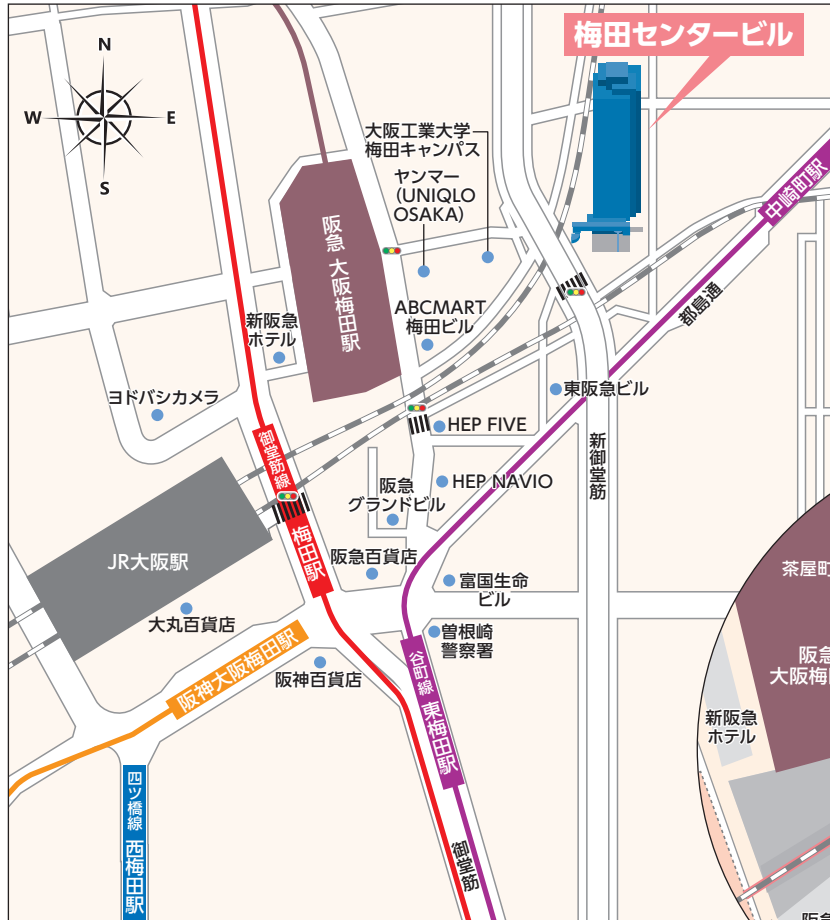 梅田センタービル
N
W
E
S
大阪工業大学
梅田キャンパス
ヤンマー
(UNIQLO
OSAKA)
中崎町駅
阪急 大阪梅田駅
都島通
ABCMART
梅田ビル
新阪急
ホテル
東阪急ビル
ヨドバシカメラ
HEP FIVE
御堂筋線
梅田駅
新御堂筋
HEP NAVIO
阪急
グランドビル
JR大阪駅
阪急百貨店
富国生命
ビル
大丸百貨店
曽根崎
警察署
阪神大阪梅田駅
阪神百貨店
谷町線
東梅田駅
四ツ橋線
西梅田駅
御堂筋
茶屋町
阪急
大阪梅田
新阪急
ホテル
阪急